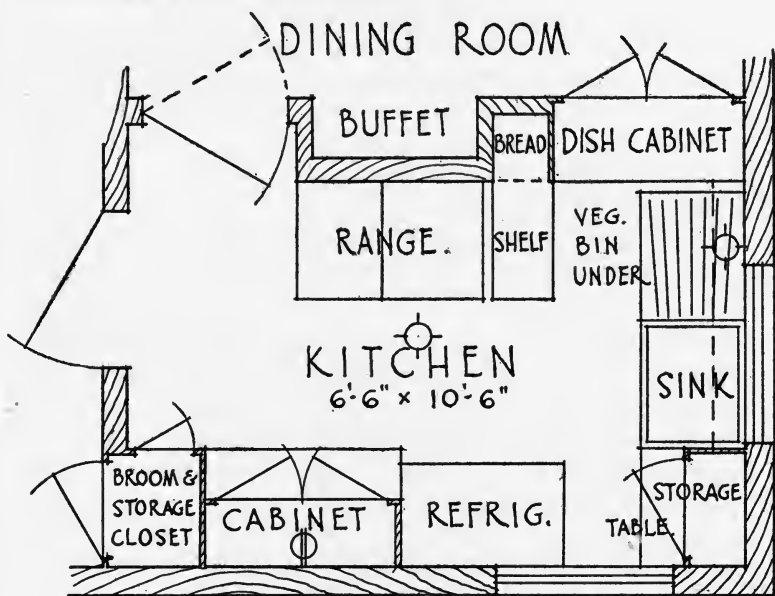 DINING ROOM
BUFFET
BREAD
DISH CABINET
RANGE.
SHELF
VEG.
BIN
UNDER
KITCHEN
6'-6" × 10'-6"
SINK
BROOM &
STORAGE
CLOSET
CABINET
REFRIG.
TABLE.
STORAGE